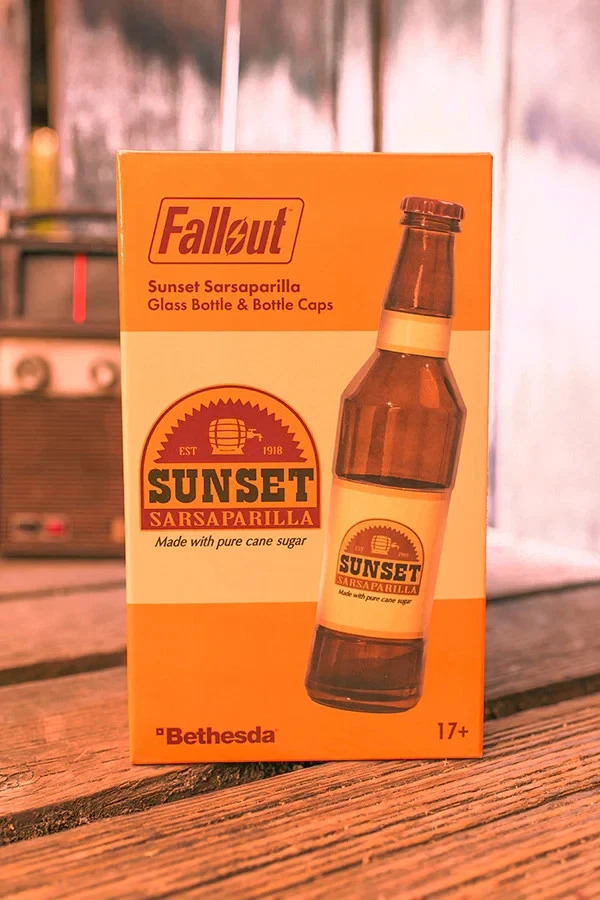 Fallout
Sunset Sarsaparilla
Glass Bottle & Bottle Caps
EST 1918
SUNSET
SARSAPARILLA
Made with pure cane sugar
EST 1918
SUNSET
SARSAPARILLA
Made with pure cane sugar
Bethesda
17+